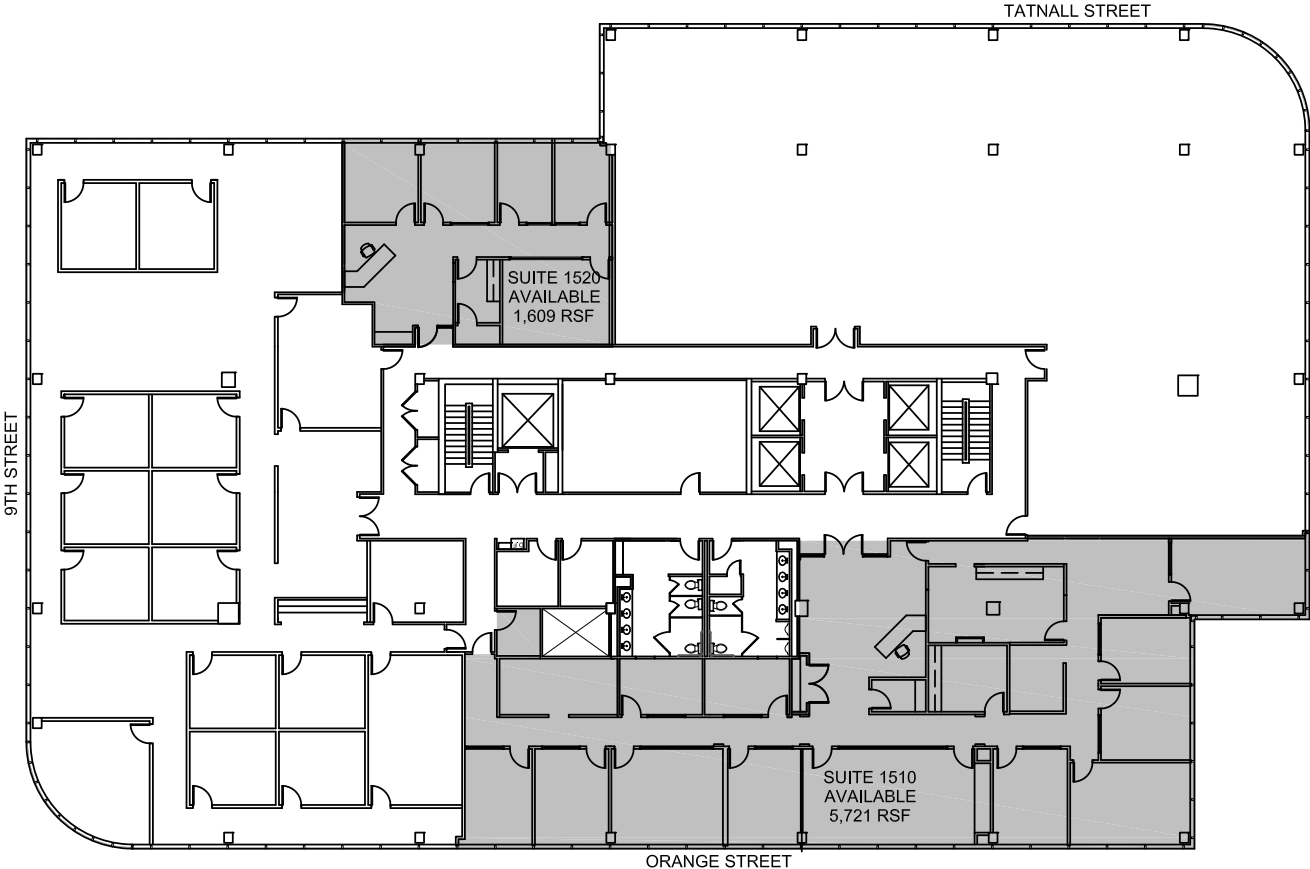 TATNALL STREET
SUITE 1520
AVAILABLE
1,609 RSF
9TH STREET
SUITE 1510
AVAILABLE
5,721 RSF
ORANGE STREET